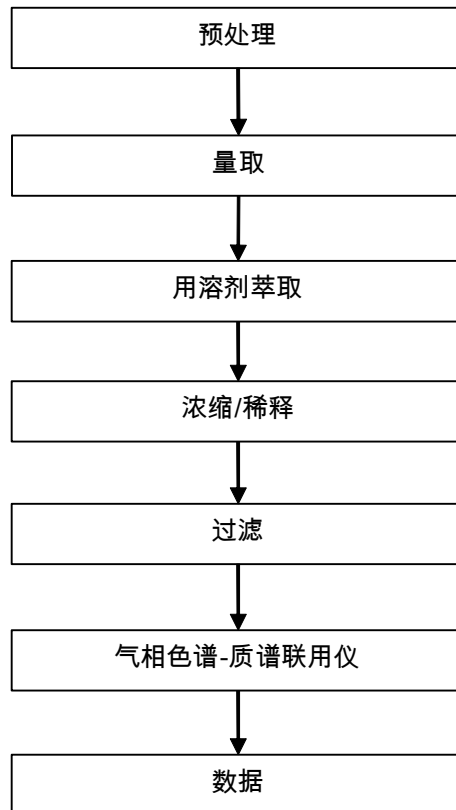 预处理
量取
用溶剂萃取
浓缩/稀释
过滤
气相色谱-质谱联用仪
数据